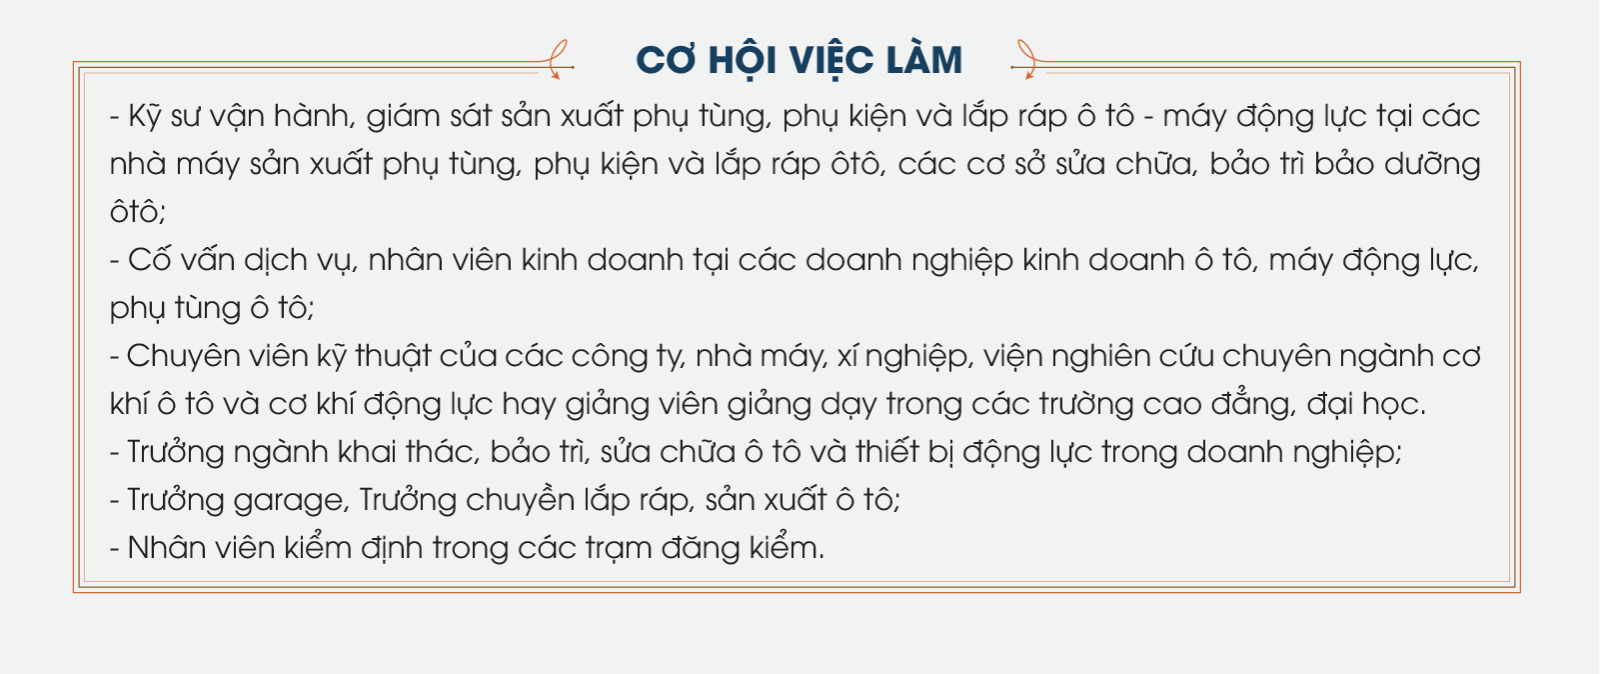 CƠ HỘI VIỆC LÀM
- Kỹ sư vận hành, giám sát sản xuất phụ tùng, phụ kiện và lắp ráp ô tô - máy động lực tại các
nhà máy sản xuất phụ tùng, phụ kiện và lắp ráp ôtô, các cơ sở sửa chữa, bảo trì bảo dưỡng
ôtô;
- Cố vấn dịch vụ, nhân viên kinh doanh tại các doanh nghiệp kinh doanh ô tô, máy động lực,
phụ tùng ô tô;
- Chuyên viên kỹ thuật của các công ty, nhà máy, xí nghiệp, viện nghiên cứu chuyên ngành cơ
khí ô tô và cơ khí động lực hay giảng viên giảng dạy trong các trường cao đẳng, đại học.
- Trưởng ngành khai thác, bảo trì, sửa chữa ô tô và thiết bị động lực trong doanh nghiệp;
- Trưởng garage, Trưởng chuyền lắp ráp, sản xuất ô tô;
- Nhân viên kiểm định trong các trạm đăng kiểm.